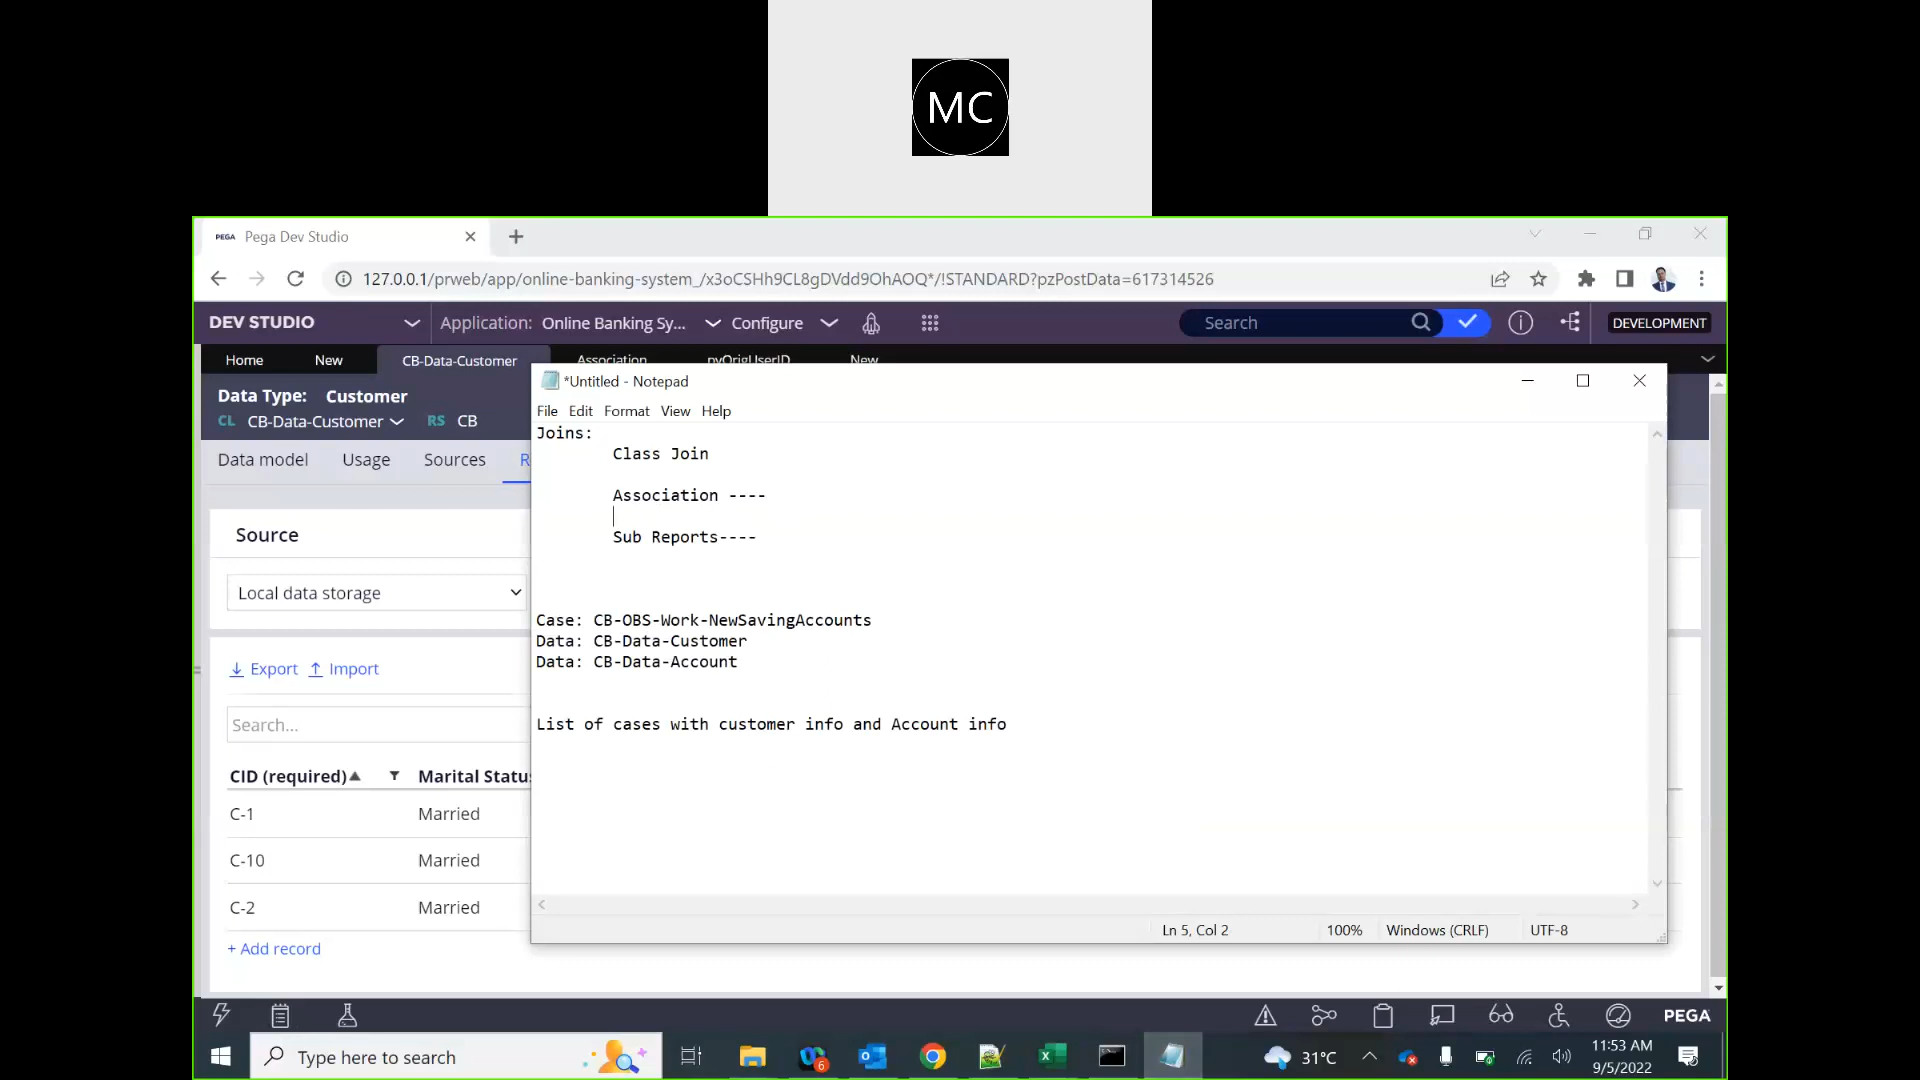 MC
PEGA Pega Dev Studio
127.0.0.1/prweb/app/online-banking-system_/x3oCSHh9CL8gDVdd9OhAOQ*/!STANDARD?pzPostData=617314526
DEV STUDIO Application: Online Banking Sy... Configure Search DEVELOPMENT
Home New CB-Data-Customer Association pyOrigUserID New
Data Type: Customer
CL CB-Data-Customer RS CB
Data model Usage Sources R
Source
Local data storage
Export Import
Search...
CID (required) Marital Status
C-1 Married
C-10 Married
C-2 Married
+ Add record
*Untitled - Notepad
File Edit Format View Help
Joins:
Class Join
Association ----
Sub Reports----
Case: CB-OBS-Work-NewSavingAccounts
Data: CB-Data-Customer
Data: CB-Data-Account
List of cases with customer info and Account info
Ln 5, Col 2 100% Windows (CRLF) UTF-8
PEGA
Type here to search 6 31°C 11:53 AM
9/5/2022